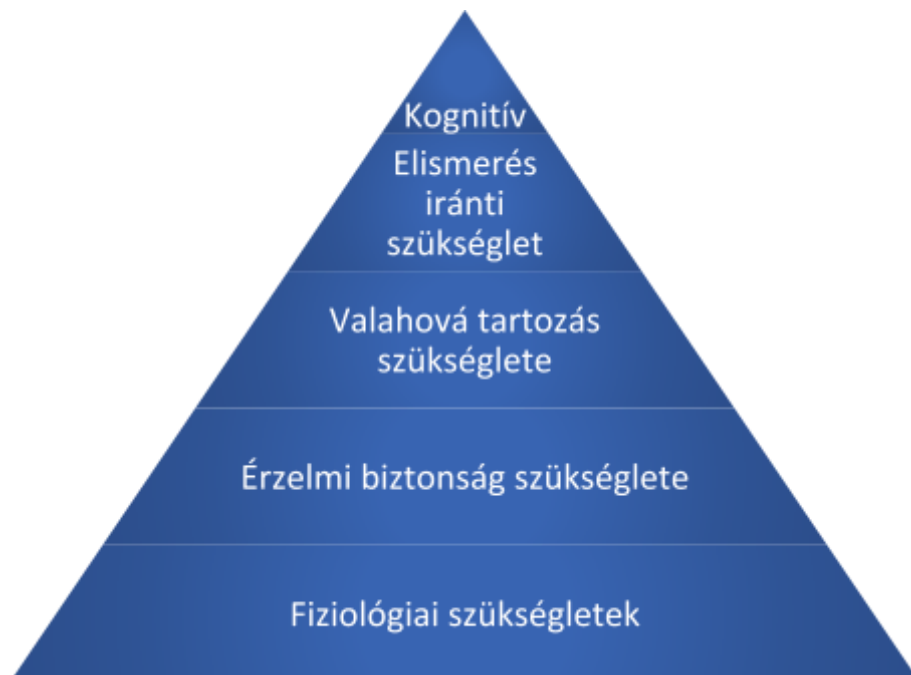 Kognitív
Elismerés
iránti
szükséglet
Valahová tartozás
szükséglete
Érzelmi biztonság szükséglete
Fiziológiai szükségletek